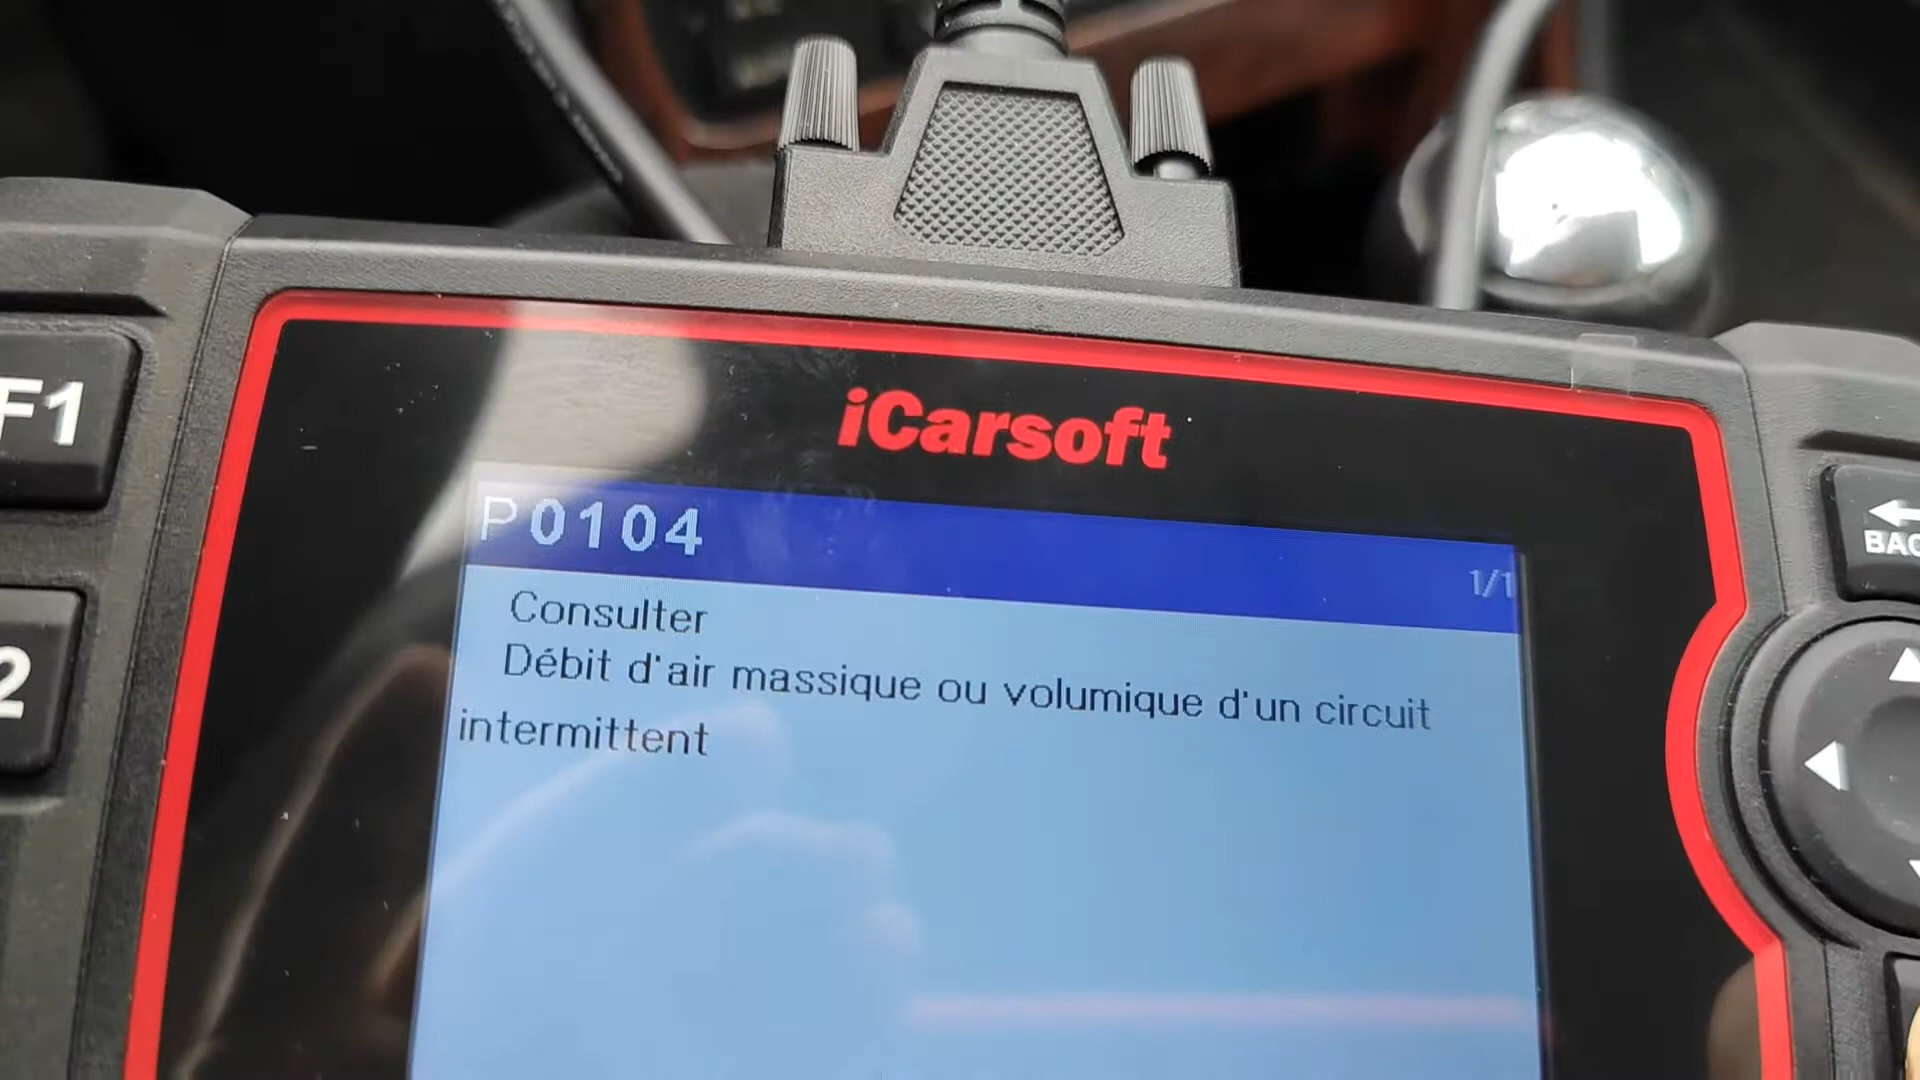 iCarsoft
F1
P0104
1/1
BAC
Consulter
Débit d'air massique ou volumique d'un circuit
intermittent
2